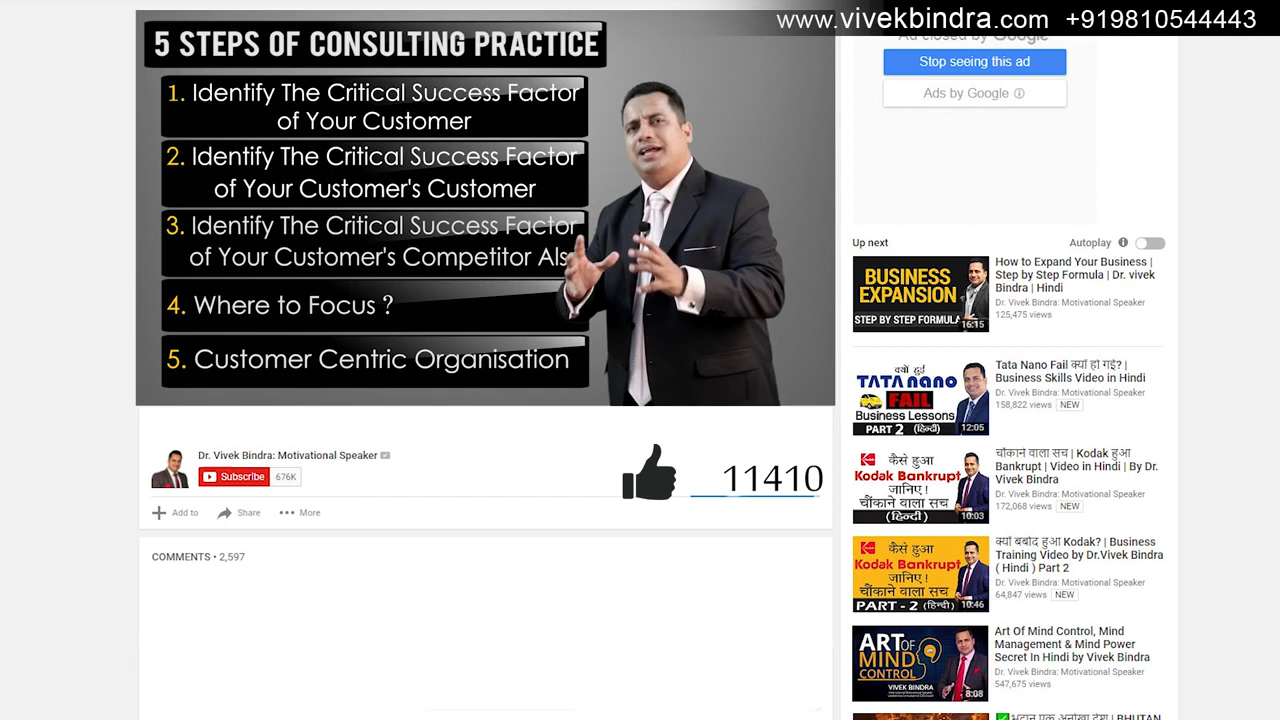 www.vivekbindra.com +919810544443
5 STEPS OF CONSULTING PRACTICE
1. Identify The Critical Success Factor
of Your Customer
2. Identify The Critical Success Factor
of Your Customer's Customer
3. Identify The Critical Success Factor
of Your Customer's Competitor Als
4. Where to Focus ?
5. Customer Centric Organisation
Dr. Vivek Bindra: Motivational Speaker
Subscribe 676K
11410
Add to Share More
COMMENTS • 2,597
Ad closed by Google
Stop seeing this ad
Ads by Google
Up next Autoplay
BUSINESS
EXPANSION
STEP BY STEP FORMULA
16:15
How to Expand Your Business |
Step by Step Formula | Dr. vivek
Bindra | Hindi
Dr. Vivek Bindra: Motivational Speaker
125,475 views
क्यों हुई
TATA nano
FAIL
Business Lessons
PART 2 (हिन्दी)
12:05
Tata Nano Fail क्यों हो गई? |
Business Skills Video in Hindi
Dr. Vivek Bindra: Motivational Speaker
158,822 views NEW
कैसे हुआ
Kodak Bankrupt
जानिए !
चौंकाने वाला सच
(हिन्दी)
10:03
चौंकाने वाला सच | Kodak हुआ
Bankrupt | Video in Hindi | By Dr.
Vivek Bindra
Dr. Vivek Bindra: Motivational Speaker
172,068 views NEW
कैसे हुआ
Kodak Bankrupt
जानिए !
चौंकाने वाला सच
PART - 2 (हिन्दी)
10:46
क्यों बर्बाद हुआ Kodak? | Business
Training Video by Dr.Vivek Bindra
( Hindi ) Part 2
Dr. Vivek Bindra: Motivational Speaker
64,847 views NEW
ART OF
MIND
CONTROL
VIVEK BINDRA
8:08
Art Of Mind Control, Mind
Management & Mind Power
Secret In Hindi by Vivek Bindra
Dr. Vivek Bindra: Motivational Speaker
547,675 views
भूटान एक अनोखा देश | BHUTAN